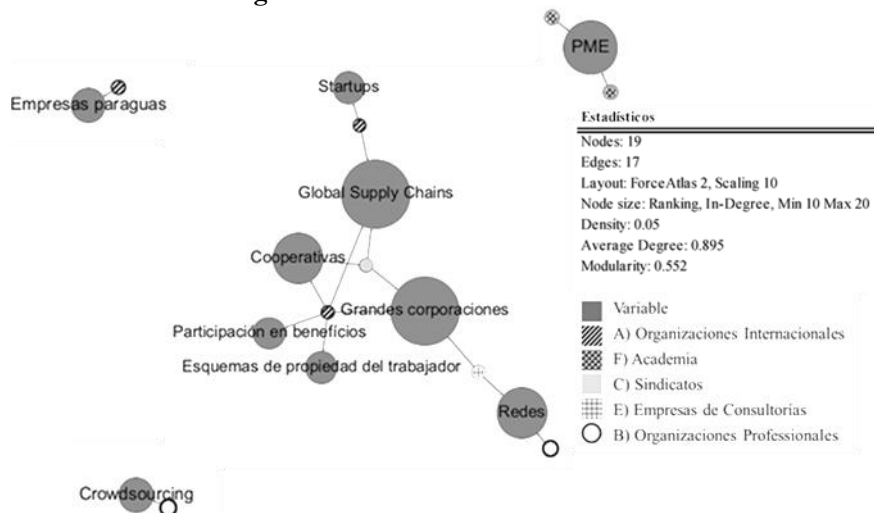 PME
Empresas paraguas
Startups
Global Supply Chains
Cooperativas
Grandes corporaciones
Participación en benefícios
Esquemas de propiedad del trabajador
Redes
Crowdsourcing
Estadísticos
Nodes: 19
Edges: 17
Layout: ForceAtlas 2, Scaling 10
Node size: Ranking, In-Degree, Min 10 Max 20
Density: 0.05
Average Degree: 0.895
Modularity: 0.552
Variable
A) Organizaciones Internacionales
F) Academia
C) Sindicatos
E) Empresas de Consultorías
B) Organizaciones Professionales